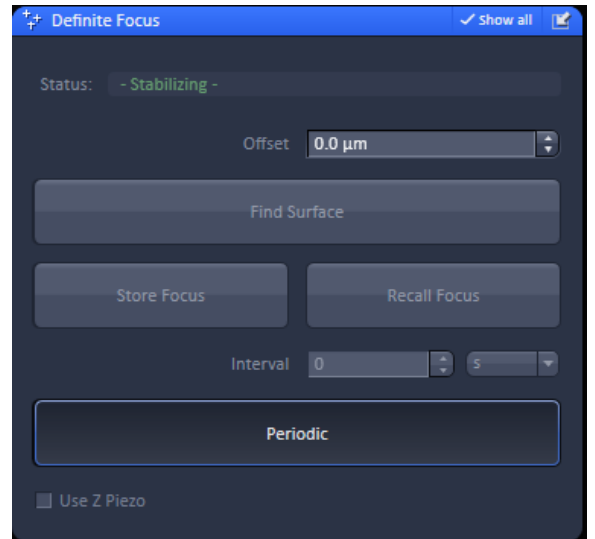 Definite Focus Show all
Status: - Stabilizing -
Offset 0.0 µm
Find Surface
Store Focus Recall Focus
Interval 0 s
Periodic
Use Z Piezo